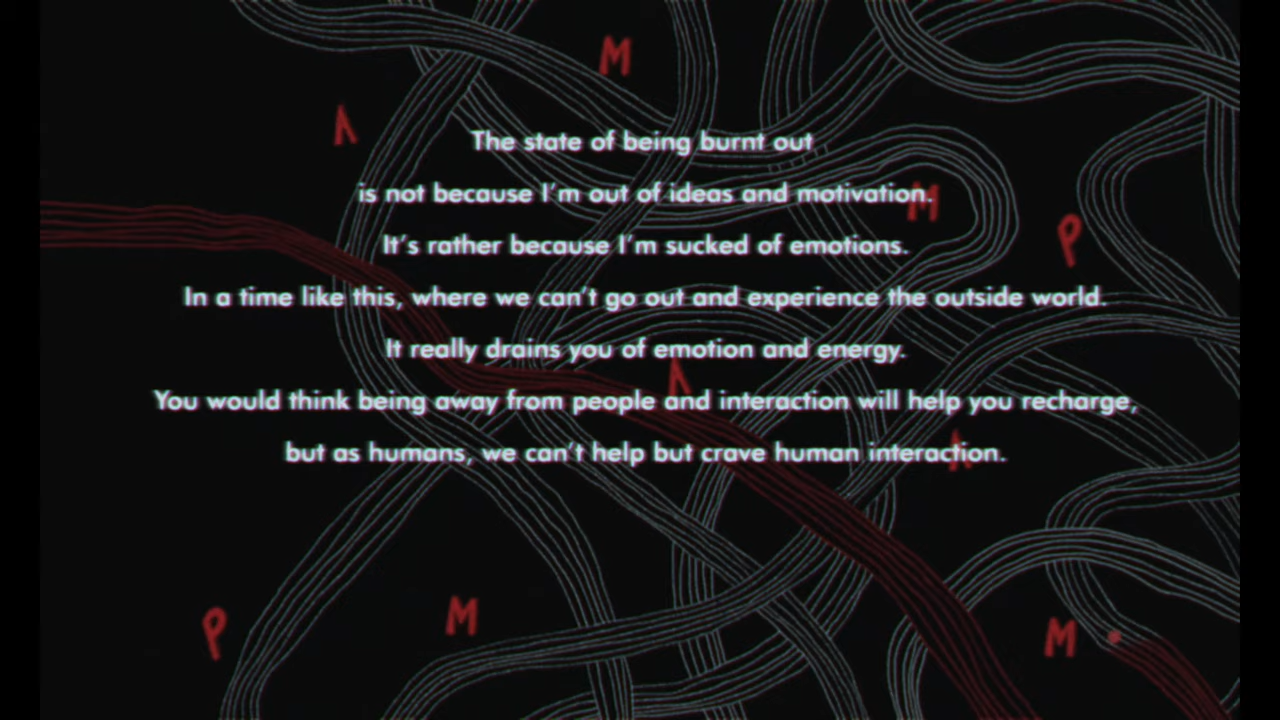 M
Λ
The state of being burnt out
is not because I'm out of ideas and motivation.
M
P
It's rather because I'm sucked of emotions.
In a time like this, where we can't go out and experience the outside world.
It really drains you of emotion and energy.
Λ
You would think being away from people and interaction will help you recharge,
but as humans, we can't help but crave human interaction.
Λ
P
M
M